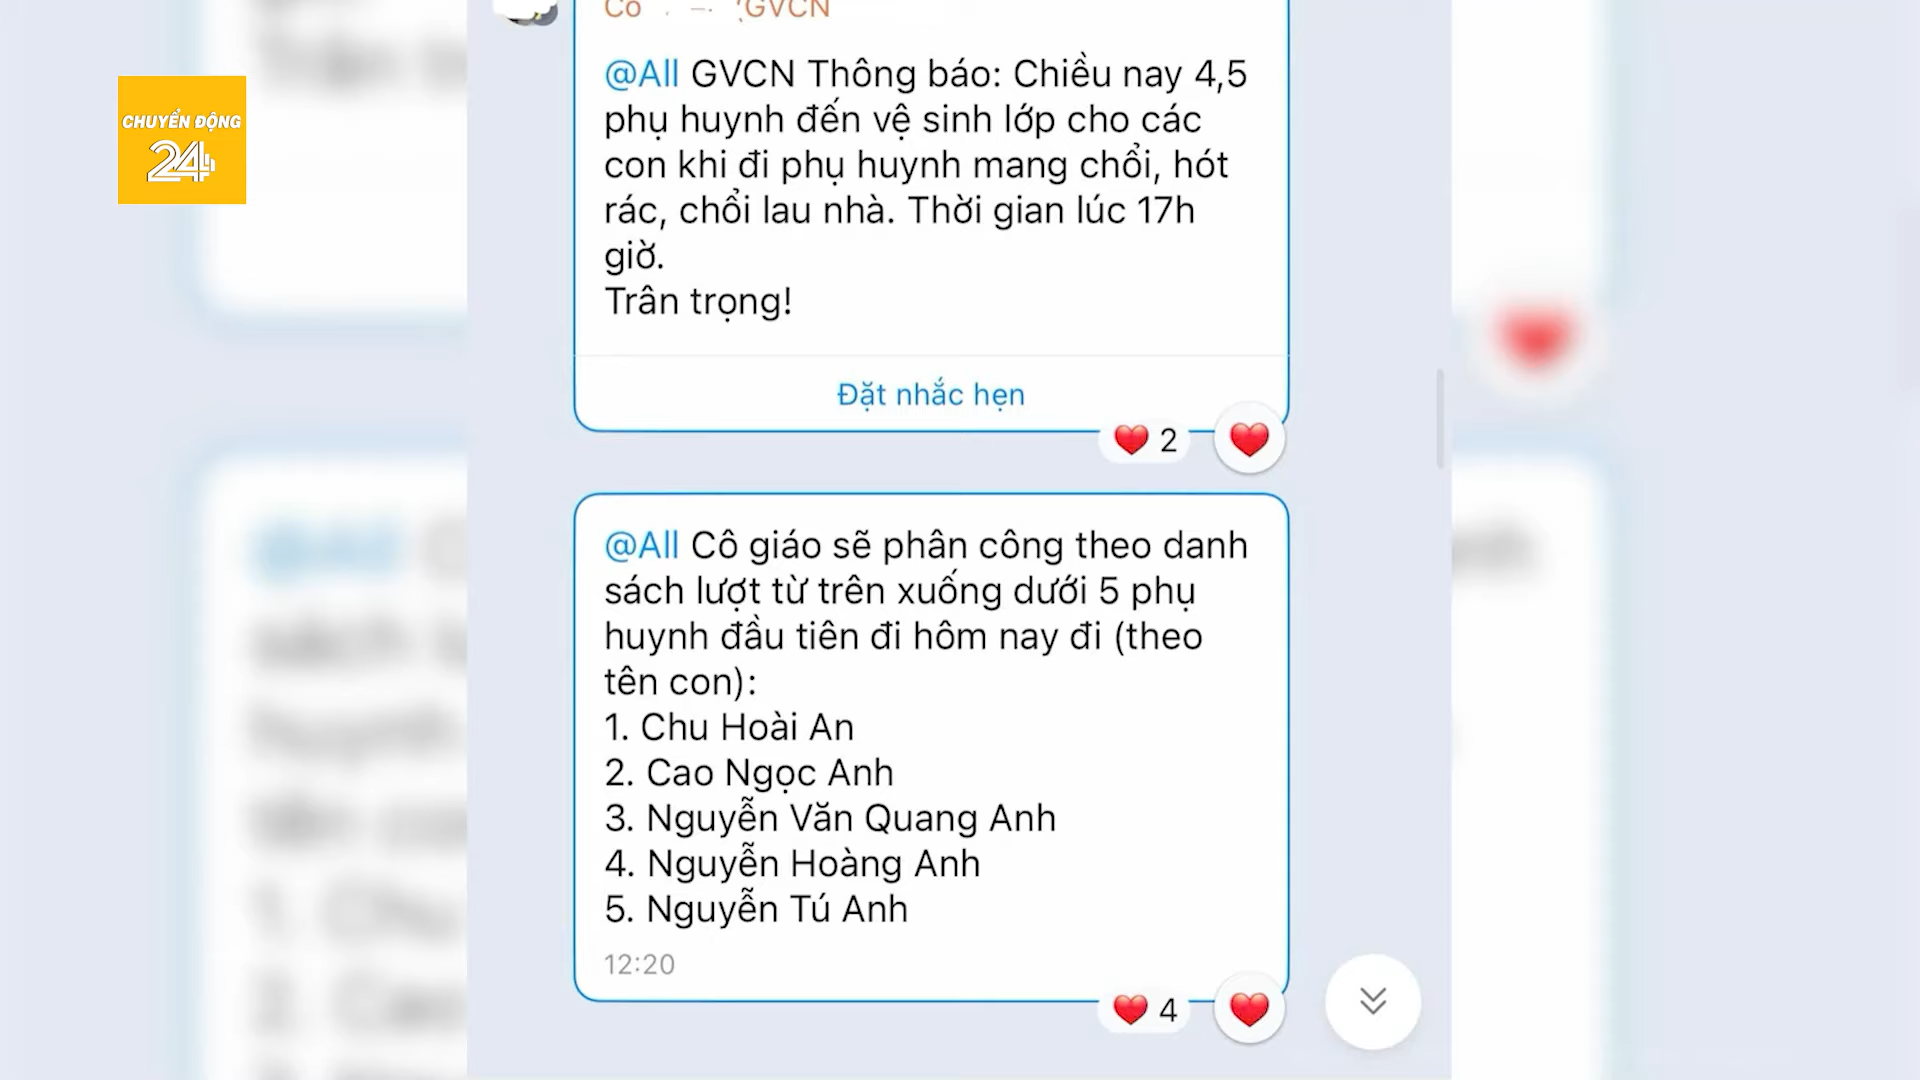 CHUYỂN ĐỘNG
24
GVCN
@All GVCN Thông báo: Chiều nay 4,5
phụ huynh đến vệ sinh lớp cho các
con khi đi phụ huynh mang chổi, hót
rác, chổi lau nhà. Thời gian lúc 17h
giờ.
Trân trọng!
Đặt nhắc hẹn
2
@All Cô giáo sẽ phân công theo danh
sách lượt từ trên xuống dưới 5 phụ
huynh đầu tiên đi hôm nay đi (theo
tên con):
1. Chu Hoài An
2. Cao Ngọc Anh
3. Nguyễn Văn Quang Anh
4. Nguyễn Hoàng Anh
5. Nguyễn Tú Anh
12:20
4